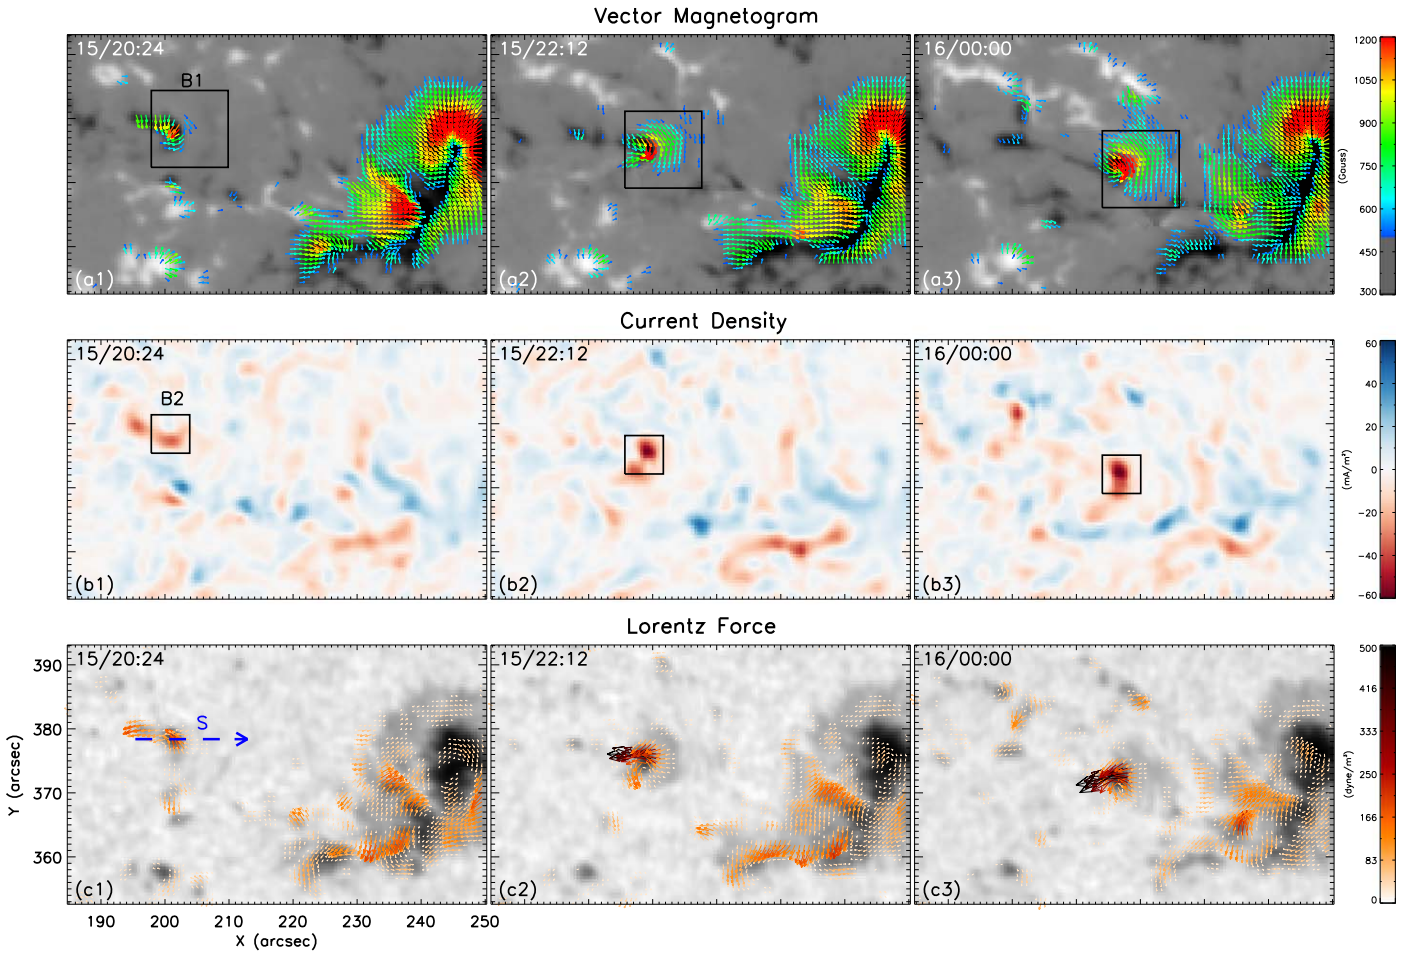 Vector Magnetogram
15/20:24
15/22:12
16/00:00
B1
(a1)
(a2)
(a3)
1200
1050
900
750
600
450
300
(Gauss)
Current Density
15/20:24
15/22:12
16/00:00
B2
(b1)
(b2)
(b3)
60
40
20
0
−20
−40
−60
(mA/m²)
Lorentz Force
15/20:24
15/22:12
16/00:00
S
(c1)
(c2)
(c3)
390
380
370
360
Y (arcsec)
190 200 210 220 230 240 250
X (arcsec)
500
416
333
250
166
83
0
(dyne/m²)